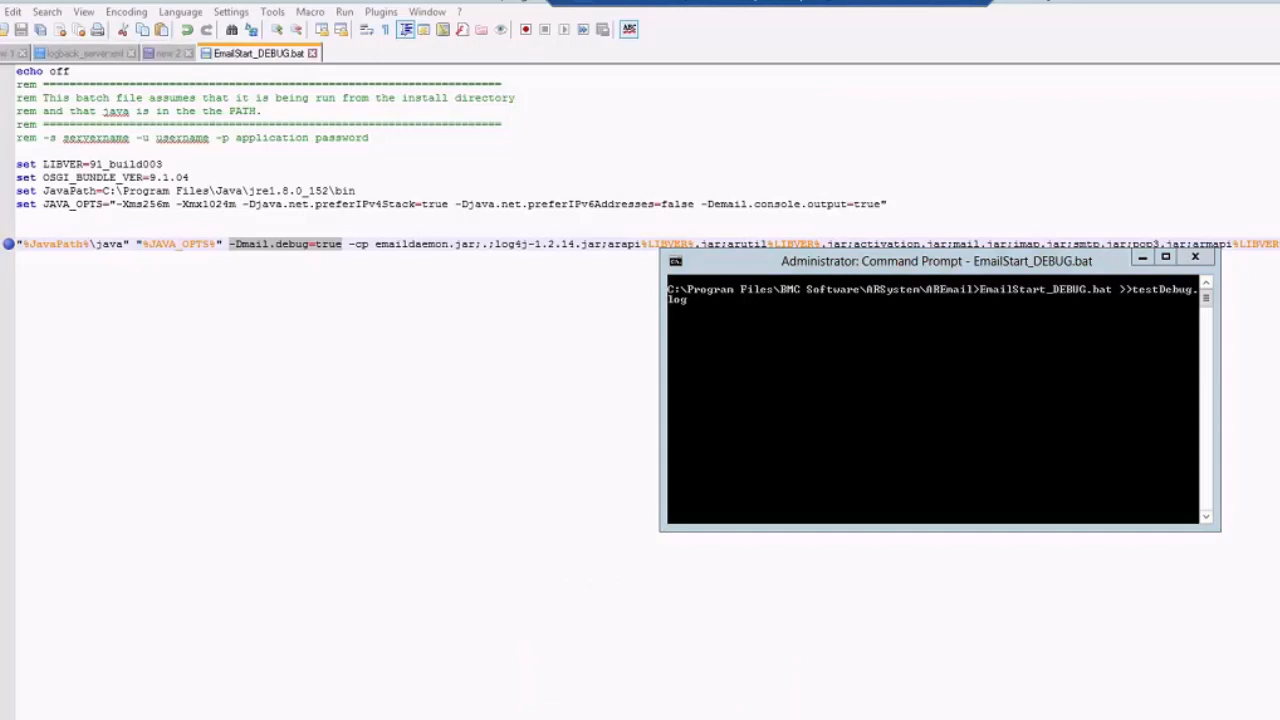 Edit Search View Encoding Language Settings Tools Macro Run Plugins Window ?
logback_server.xml new 2 EmailStart_DEBUG.bat
echo off
rem =====================================================================
rem This batch file assumes that it is being run from the install directory
rem and that java is in the the PATH.
rem =====================================================================
rem -s servername -u username -p application password
set LIBVER=91_build003
set OSGI_BUNDLE_VER=9.1.04
set JavaPath=C:\Program Files\Java\jre1.8.0_152\bin
set JAVA_OPTS="-Xms256m -Xmx1024m -Djava.net.preferIPv4Stack=true -Djava.net.preferIPv6Addresses=false -Demail.console.output=true"
"%JavaPath%\java" "%JAVA_OPTS%" -Dmail.debug=true -cp emaildaemon.jar;.;log4j-1.2.14.jar;arapi%LIBVER%.jar;arutil%LIBVER%.jar;activation.jar;mail.jar;imap.jar;smtp.jar;pop3.jar;armapi%LIBVER
Administrator: Command Prompt - EmailStart_DEBUG.bat
C:\Program Files\BMC Software\ARSystem\AREmail>EmailStart_DEBUG.bat >>testDebug.
log